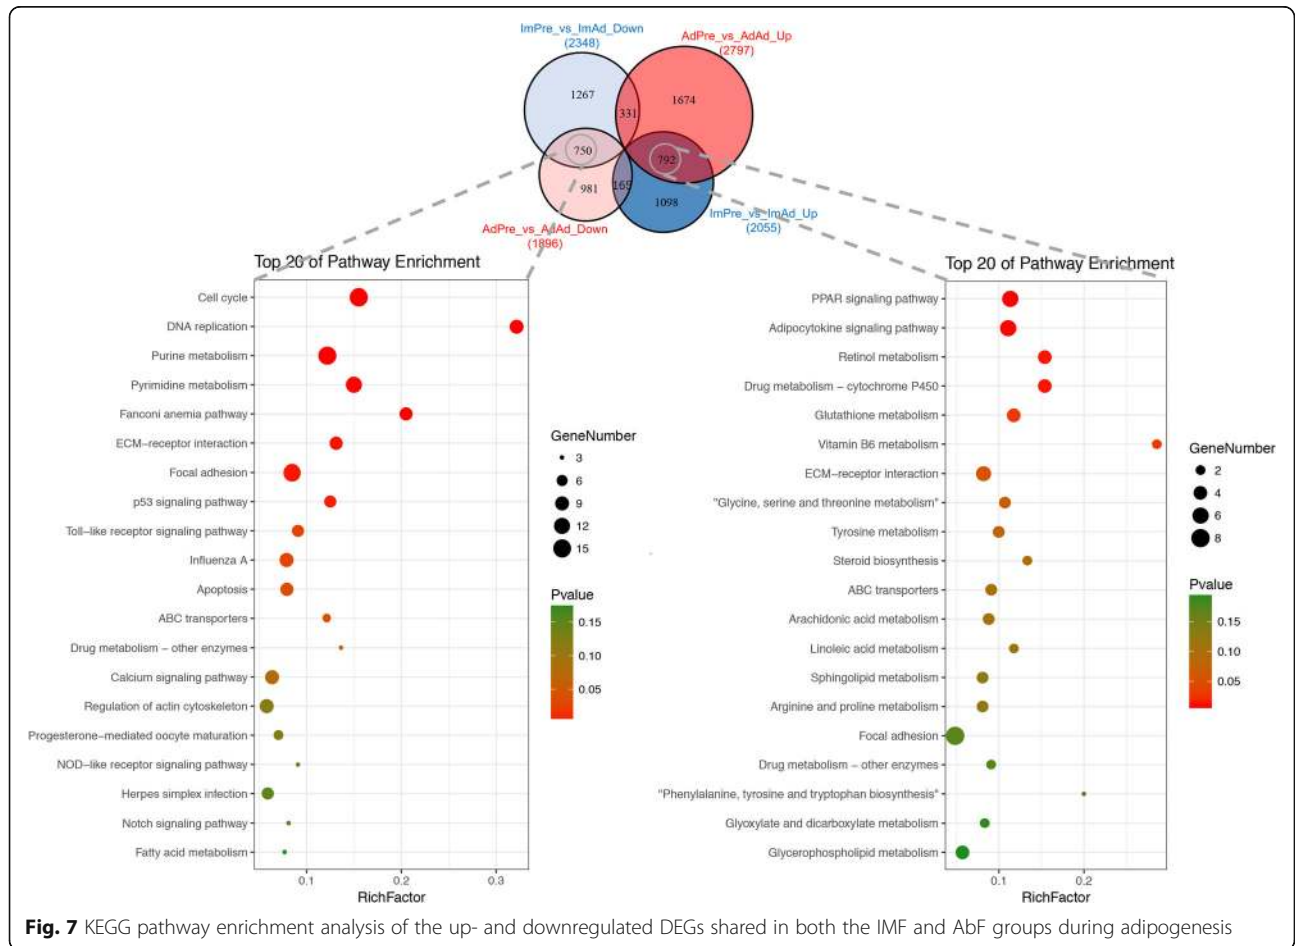 ImPre_vs_ImAd_Down
(2348)
AdPre_vs_AdAd_Up
(2797)
1267
331
1674
750
792
981
169
1098
AdPre_vs_AdAd_Down
(1896)
ImPre_vs_ImAd_Up
(2055)
Top 20 of Pathway Enrichment
Cell cycle
DNA replication
Purine metabolism
Pyrimidine metabolism
Fanconi anemia pathway
ECM−receptor interaction
Focal adhesion
p53 signaling pathway
Toll−like receptor signaling pathway
Influenza A
Apoptosis
ABC transporters
Drug metabolism − other enzymes
Calcium signaling pathway
Regulation of actin cytoskeleton
Progesterone−mediated oocyte maturation
NOD−like receptor signaling pathway
Herpes simplex infection
Notch signaling pathway
Fatty acid metabolism
0.1 0.2 0.3
RichFactor
GeneNumber
3
6
9
12
15
Pvalue
0.15
0.10
0.05
Top 20 of Pathway Enrichment
PPAR signaling pathway
Adipocytokine signaling pathway
Retinol metabolism
Drug metabolism − cytochrome P450
Glutathione metabolism
Vitamin B6 metabolism
ECM−receptor interaction
"Glycine, serine and threonine metabolism"
Tyrosine metabolism
Steroid biosynthesis
ABC transporters
Arachidonic acid metabolism
Linoleic acid metabolism
Sphingolipid metabolism
Arginine and proline metabolism
Focal adhesion
Drug metabolism − other enzymes
"Phenylalanine, tyrosine and tryptophan biosynthesis"
Glyoxylate and dicarboxylate metabolism
Glycerophospholipid metabolism
0.1 0.2
RichFactor
GeneNumber
2
4
6
8
Pvalue
0.15
0.10
0.05
Fig. 7 KEGG pathway enrichment analysis of the up- and downregulated DEGs shared in both the IMF and AbF groups during adipogenesis